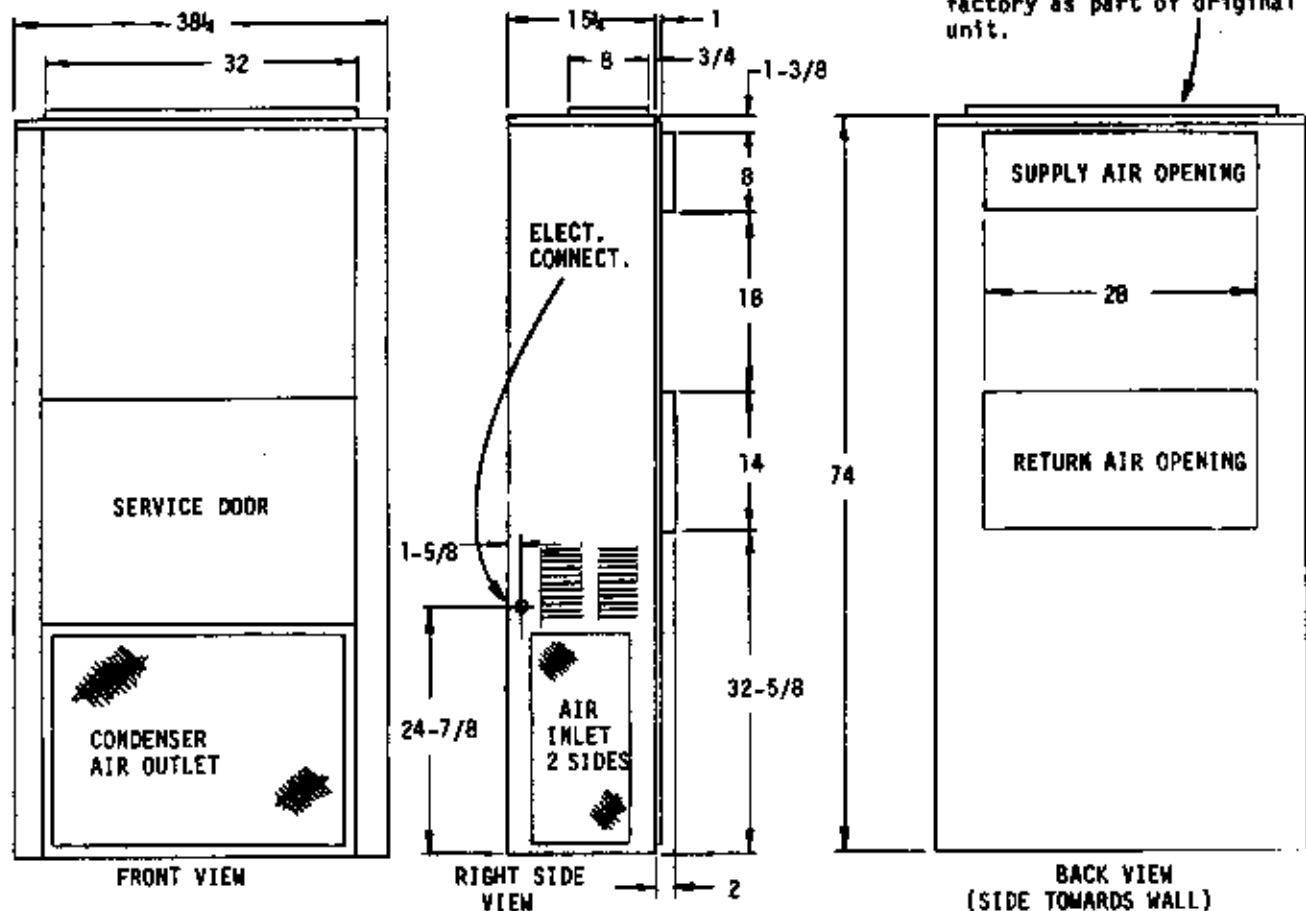 factory as part of original
unit.
38¼
32
15¼
1
8
3/4
1-3/8
8
SUPPLY AIR OPENING
ELECT.
CONNECT.
18
28
14
74
RETURN AIR OPENING
SERVICE DOOR
1-5/8
32-5/8
24-7/8
CONDENSER
AIR OUTLET
AIR
INLET
2 SIDES
FRONT VIEW
RIGHT SIDE
VIEW
2
BACK VIEW
(SIDE TOWARDS WALL)